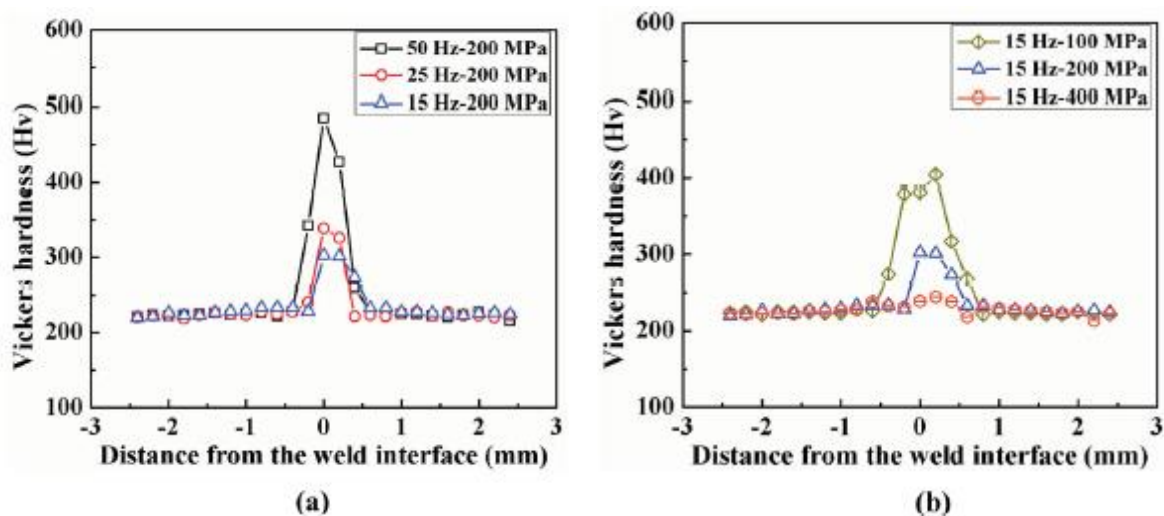 600
500
400
300
200
100
Vickers hardness (Hv)
50 Hz-200 MPa
25 Hz-200 MPa
15 Hz-200 MPa
-3 -2 -1 0 1 2 3
Distance from the weld interface (mm)
(a)
600
500
400
300
200
100
Vickers hardness (Hv)
15 Hz-100 MPa
15 Hz-200 MPa
15 Hz-400 MPa
-3 -2 -1 0 1 2 3
Distance from the weld interface (mm)
(b)